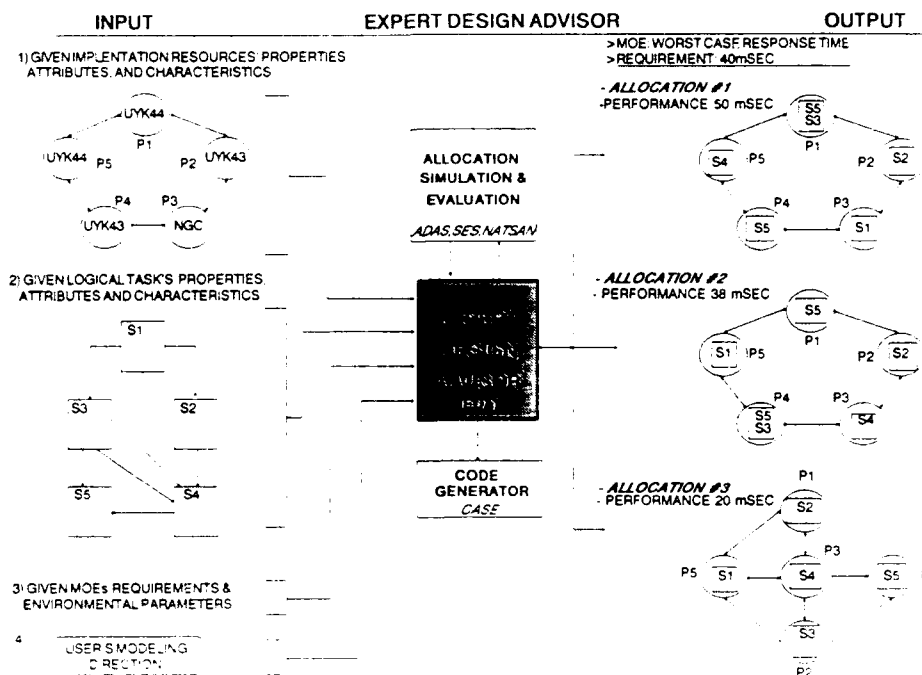 INPUT
EXPERT DESIGN ADVISOR
OUTPUT
1) GIVEN IMPLENTATION RESOURCES: PROPERTIES
ATTRIBUTES, AND CHARACTERISTICS
UYK44
P1
UYK44
P5
P2
UYK43
P4
P3
UYK43
NGC
2) GIVEN LOGICAL TASK'S PROPERTIES,
ATTRIBUTES AND CHARACTERISTICS
S1
S3
S2
S5
S4
3) GIVEN MOEs REQUIREMENTS &
ENVIRONMENTAL PARAMETERS
4
USER'S MODELING
DIRECTION
ALLOCATION
SIMULATION &
EVALUATION
ADAS, SES, NATSAN
CODE
GENERATOR
CASE
>MOE: WORST CASE RESPONSE TIME
>REQUIREMENT: 40mSEC
- ALLOCATION #1
-PERFORMANCE 50 mSEC
S5
S3
P1
S4
P5
P2
S2
P4
P3
S5
S1
- ALLOCATION #2
- PERFORMANCE 38 mSEC
S5
P1
S1
P5
P2
S2
P4
P3
S5
S3
S4
- ALLOCATION #3
- PERFORMANCE 20 mSEC
P1
S2
P3
P5
S1
S4
S5
S3
P2